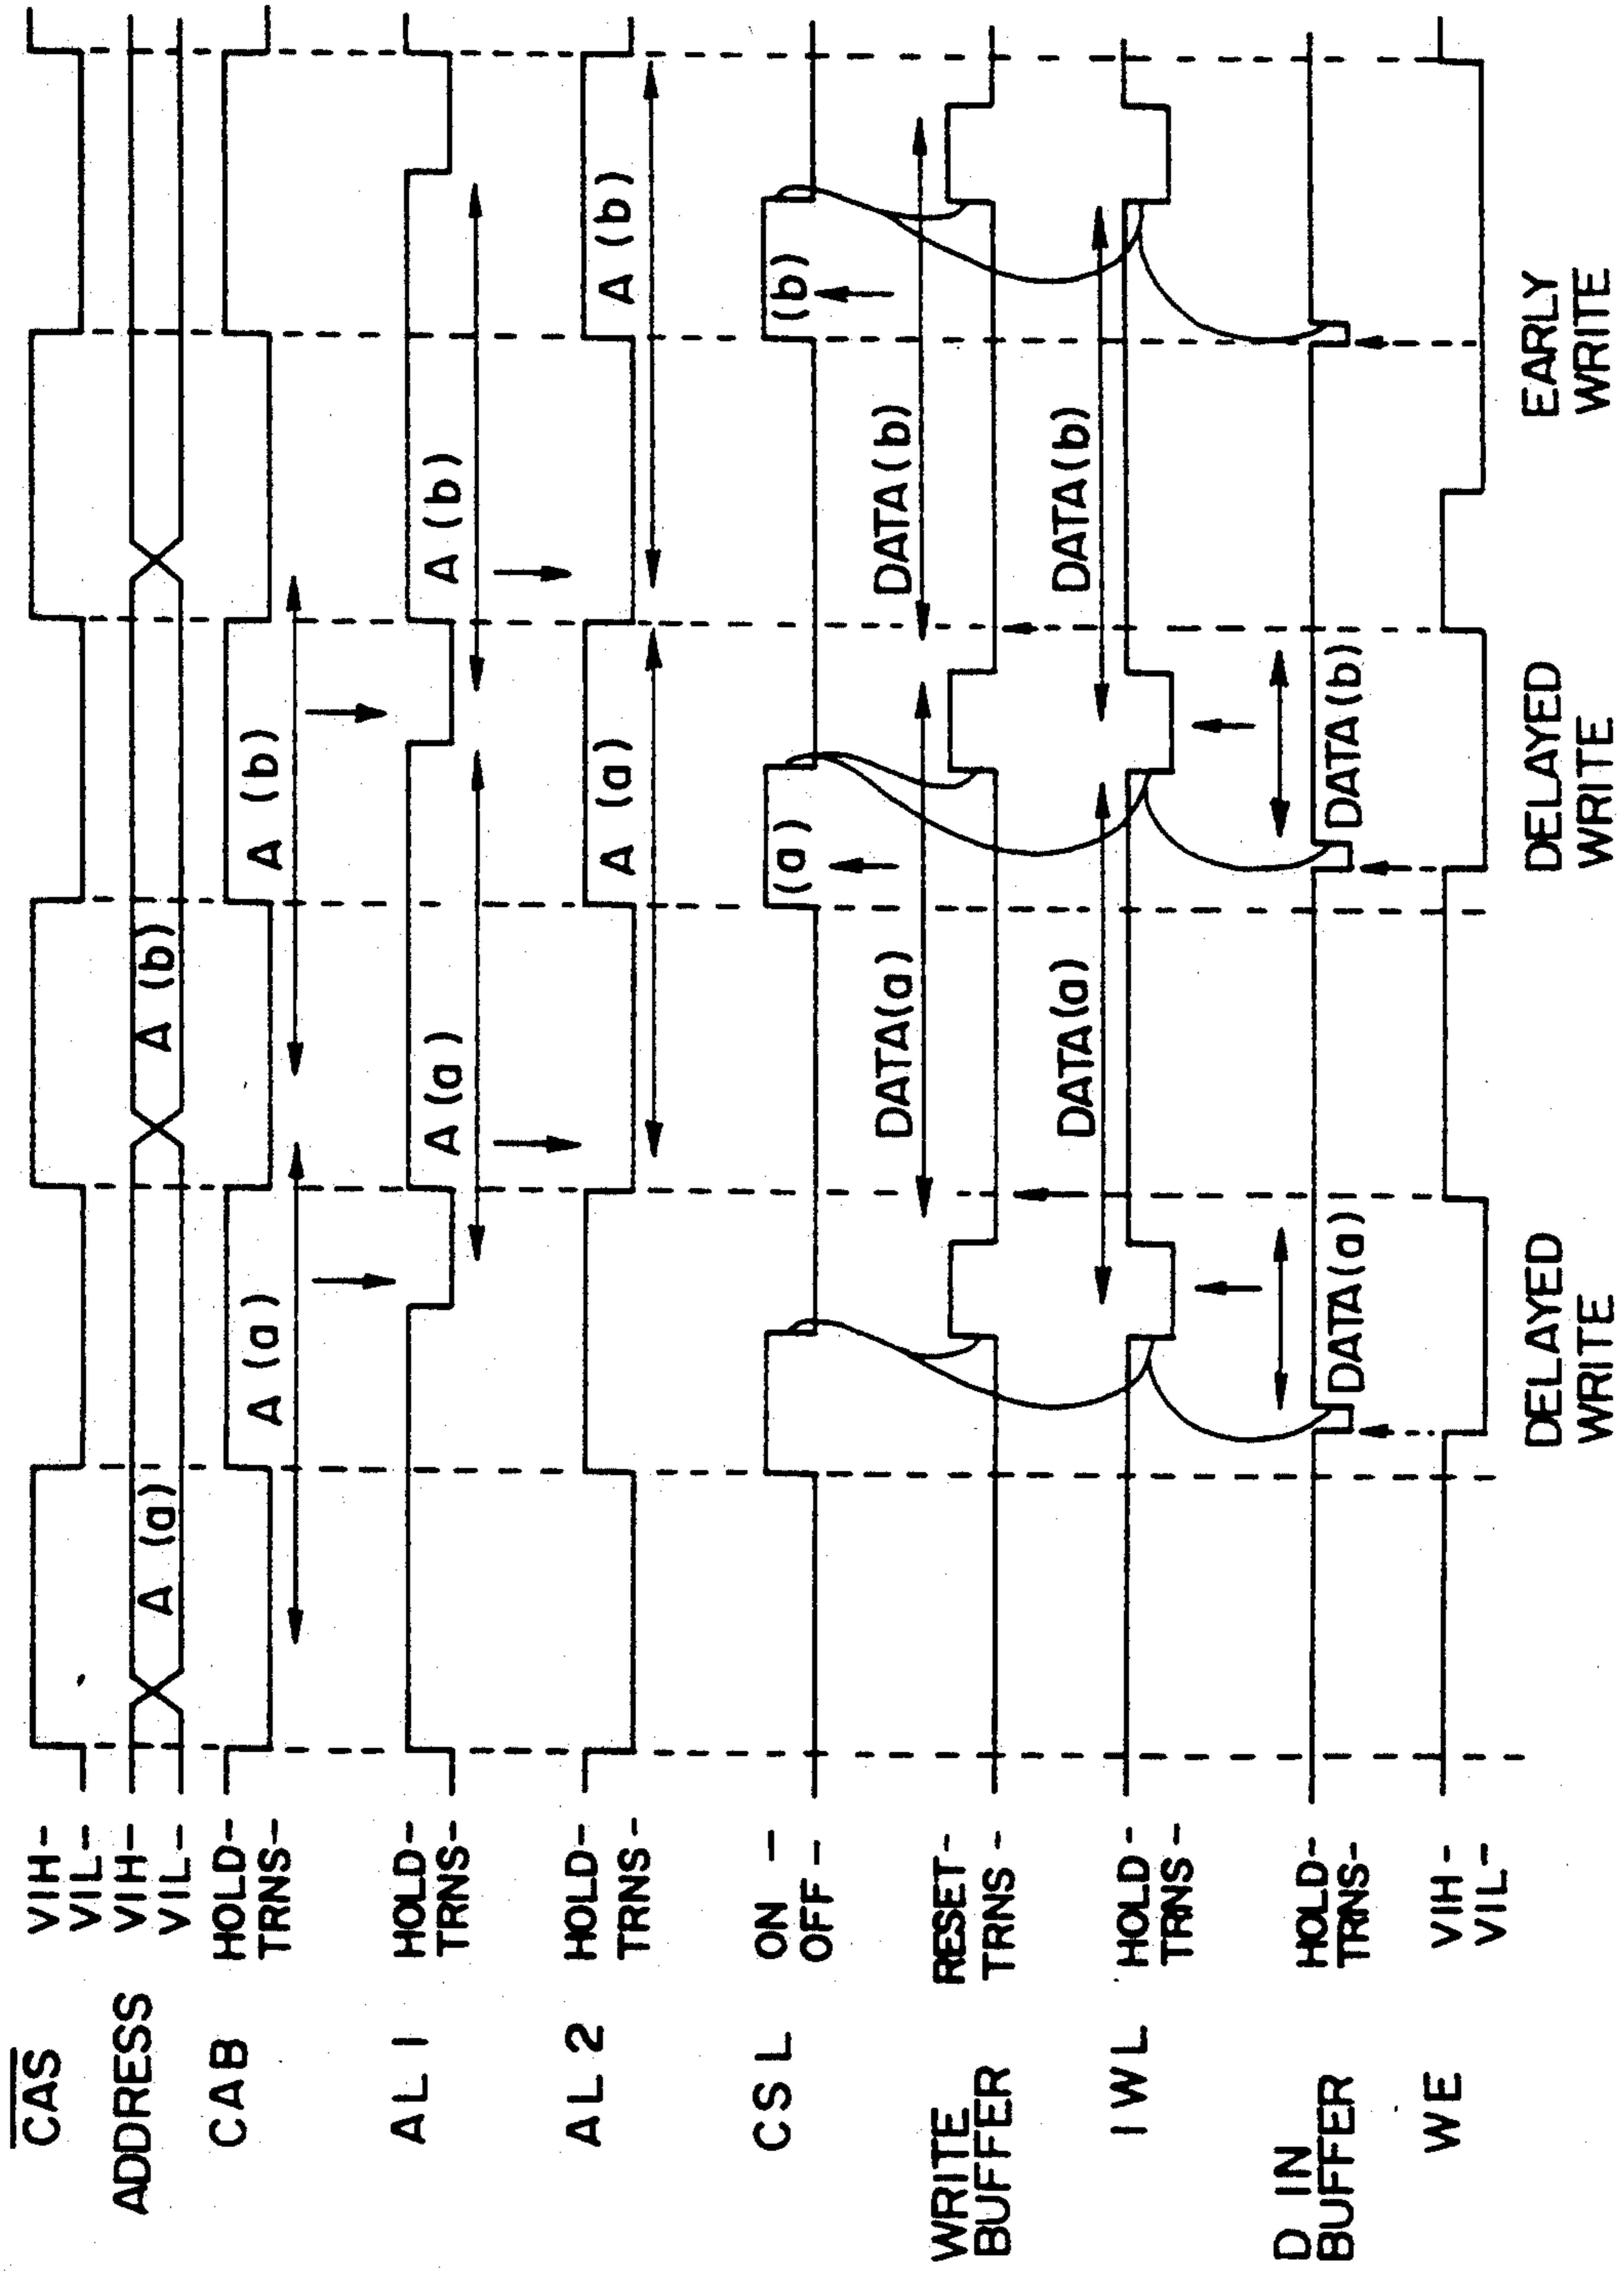 CAS VIH-
VIL-
ADDRESS VIH-
VIL-
A (a) A (b)
CAB HOLD-
TRNS-
A (a) A (b)
AL 1 HOLD-
TRNS-
A (a) A (b)
AL 2 HOLD-
TRNS-
A (a) A (b)
CSL ON -
OFF -
(a) (b)
WRITE BUFFER RESET-
TRNS-
DATA(a) DATA(b)
IWL HOLD-
TRNS-
DATA(a) DATA(b)
D IN BUFFER HOLD-
TRNS-
DATA(a) DATA(b)
WE VIH-
VIL-
DELAYED WRITE
DELAYED WRITE
EARLY WRITE